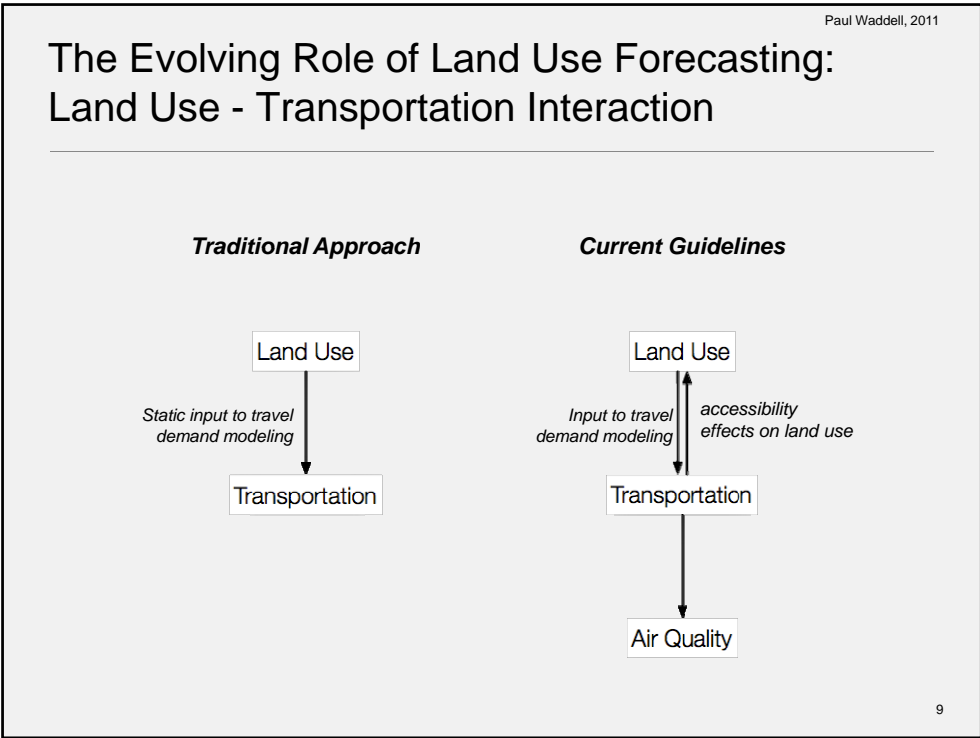 Paul Waddell, 2011
The Evolving Role of Land Use Forecasting:
Land Use - Transportation Interaction
Traditional Approach
Land Use
Static input to travel
demand modeling
Transportation
Current Guidelines
Land Use
Input to travel
demand modeling
accessibility
effects on land use
Transportation
Air Quality
9